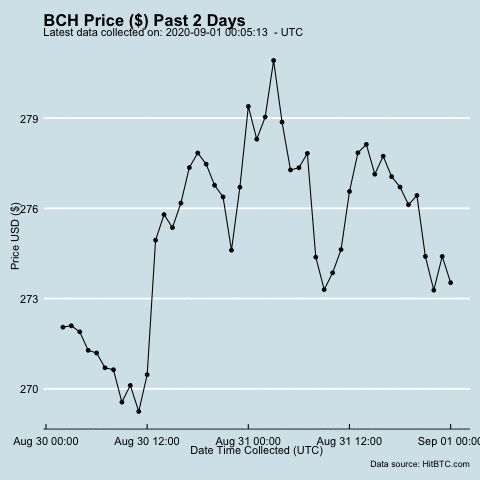 BCH Price ($) Past 2 Days
Latest data collected on: 2020-09-01 00:05:13 - UTC
279
276
273
270
Price USD ($)
Aug 30 00:00 Aug 30 12:00 Aug 31 00:00 Aug 31 12:00 Sep 01 00:00
Date Time Collected (UTC)
Data source: HitBTC.com